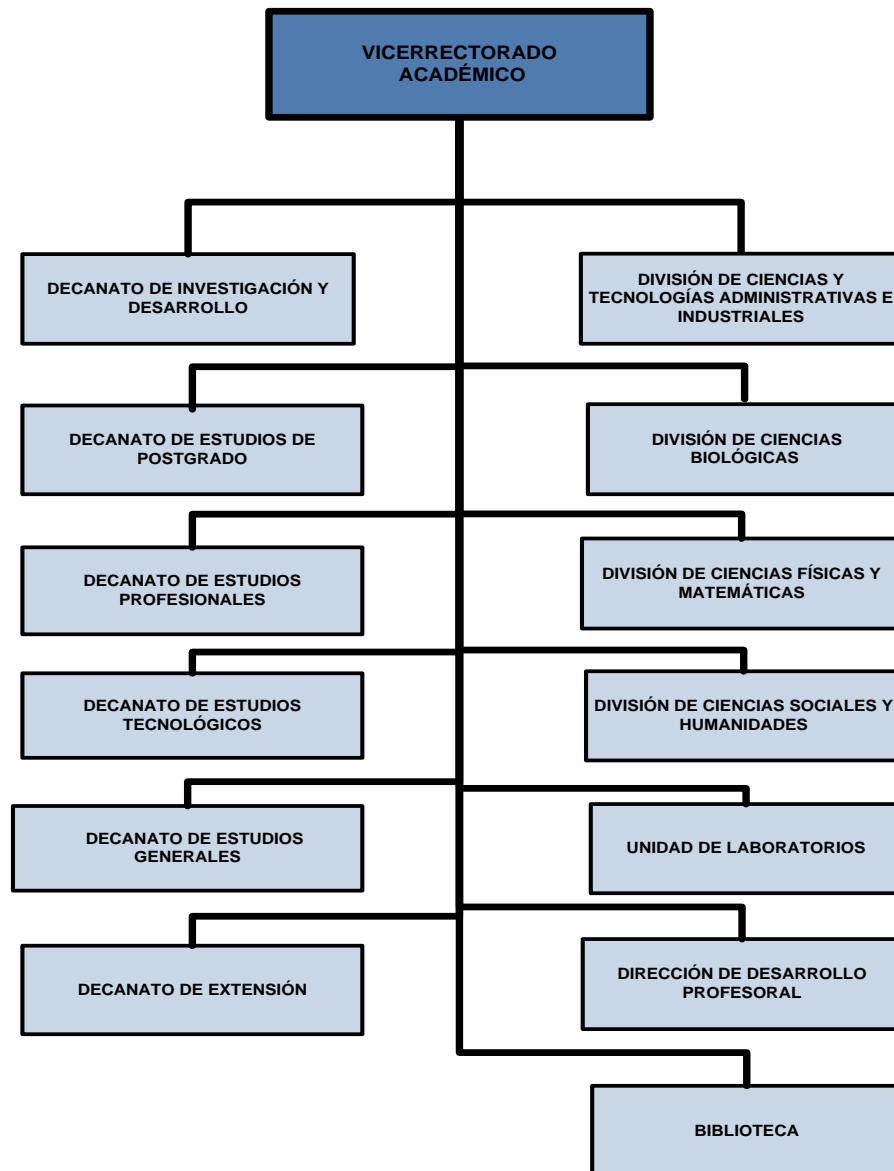 VICERRECTORADO
ACADÉMICO
DECANATO DE INVESTIGACIÓN Y
DESARROLLO
DIVISIÓN DE CIENCIAS Y
TECNOLOGÍAS ADMINISTRATIVAS E
INDUSTRIALES
DECANATO DE ESTUDIOS DE
POSTGRADO
DIVISIÓN DE CIENCIAS
BIOLÓGICAS
DECANATO DE ESTUDIOS
PROFESIONALES
DIVISIÓN DE CIENCIAS FÍSICAS Y
MATEMÁTICAS
DECANATO DE ESTUDIOS
TECNOLÓGICOS
DIVISIÓN DE CIENCIAS SOCIALES Y
HUMANIDADES
DECANATO DE ESTUDIOS
GENERALES
UNIDAD DE LABORATORIOS
DECANATO DE EXTENSIÓN
DIRECCIÓN DE DESARROLLO
PROFESORAL
BIBLIOTECA